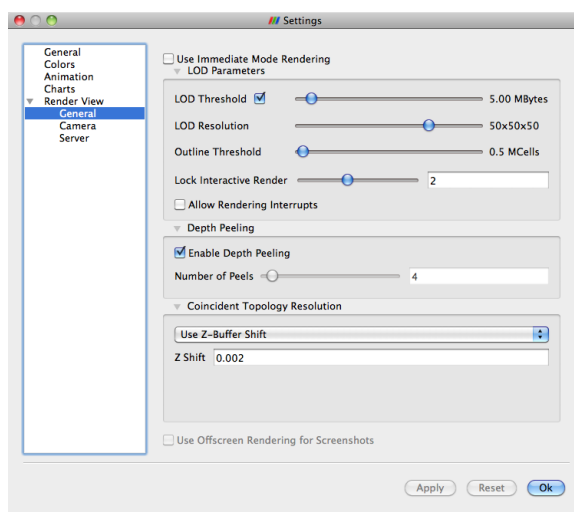 Settings
General
Colors
Animation
Charts
Render View
General
Camera
Server
Use Immediate Mode Rendering
LOD Parameters
LOD Threshold 5.00 MBytes
LOD Resolution 50x50x50
Outline Threshold 0.5 MCells
Lock Interactive Render 2
Allow Rendering Interrupts
Depth Peeling
Enable Depth Peeling
Number of Peels 4
Coincident Topology Resolution
Use Z-Buffer Shift
Z Shift 0.002
Use Offscreen Rendering for Screenshots
Apply Reset Ok